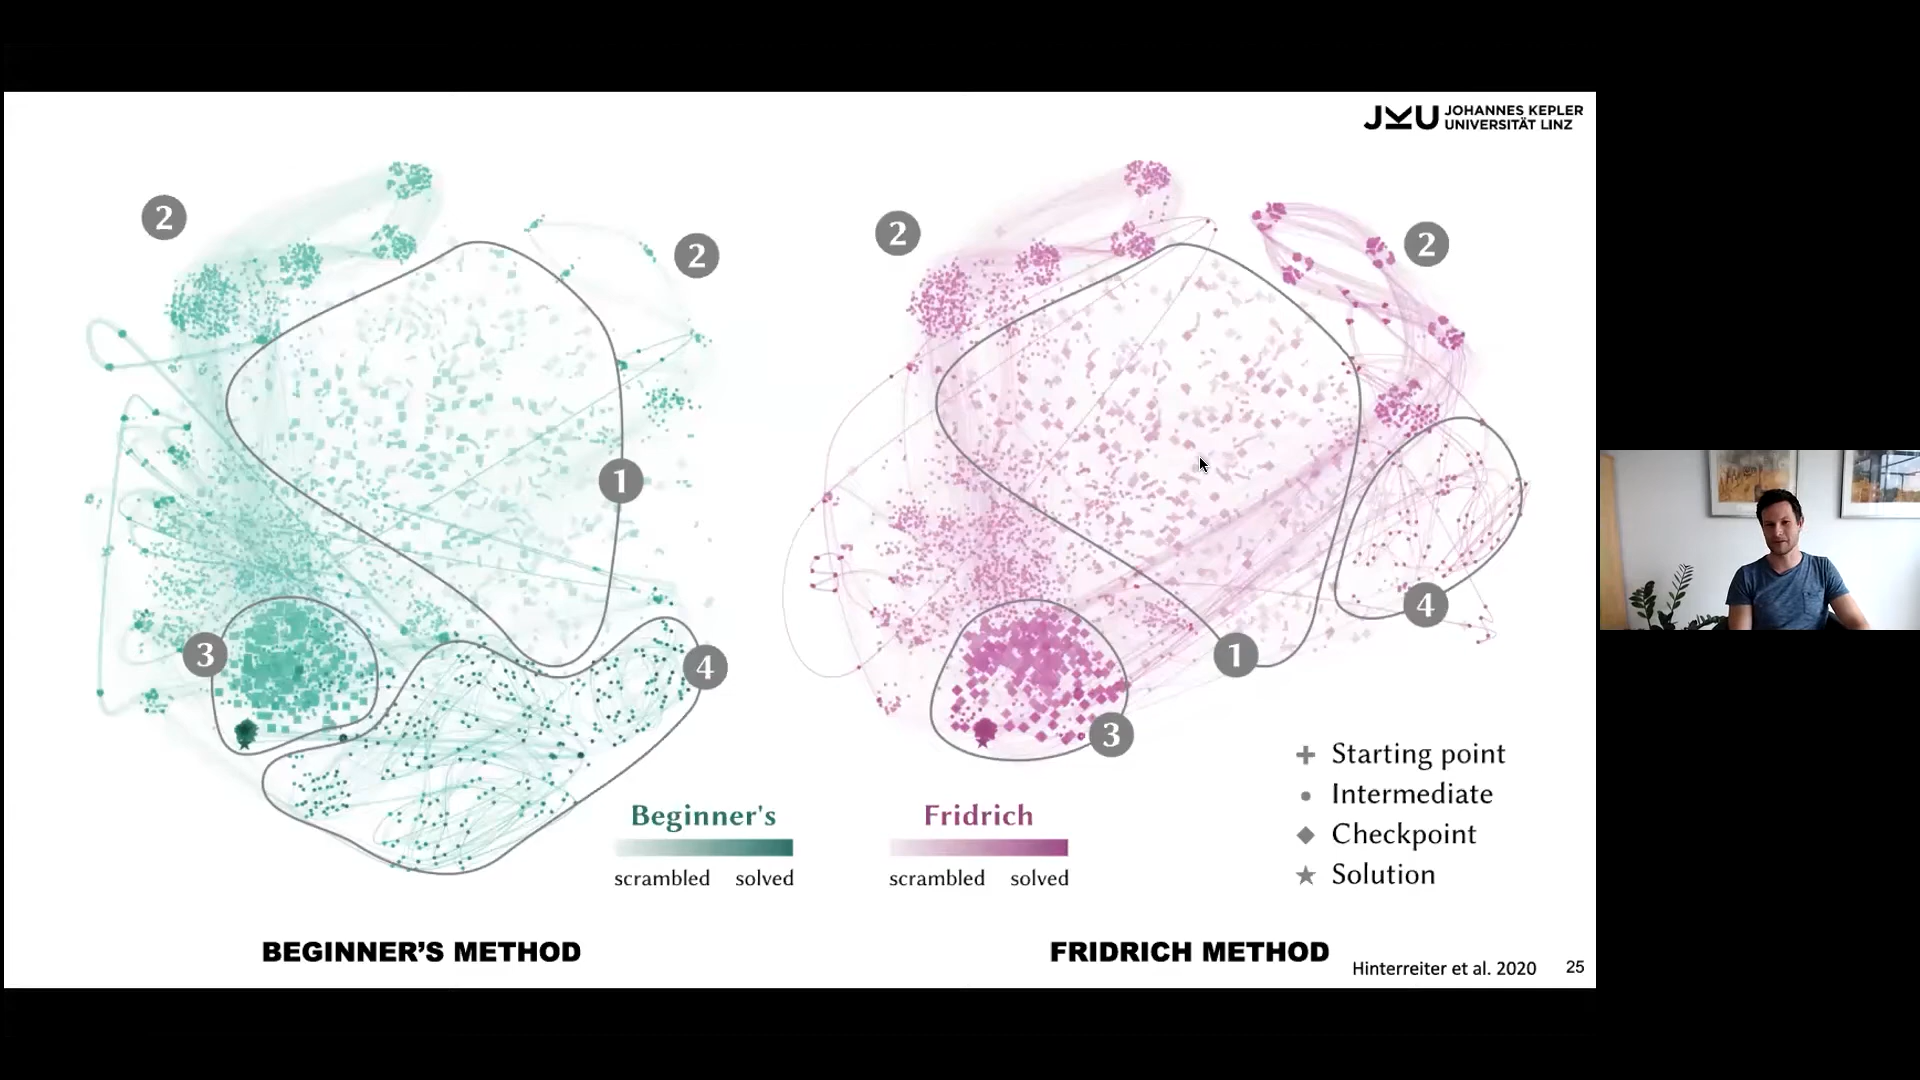 JKU JOHANNES KEPLER
UNIVERSITÄT LINZ
2
2
1
3
4
2
2
1
4
3
Beginner's
scrambled solved
Fridrich
scrambled solved
Starting point
Intermediate
Checkpoint
Solution
BEGINNER'S METHOD
FRIDRICH METHOD
Hinterreiter et al. 2020
25